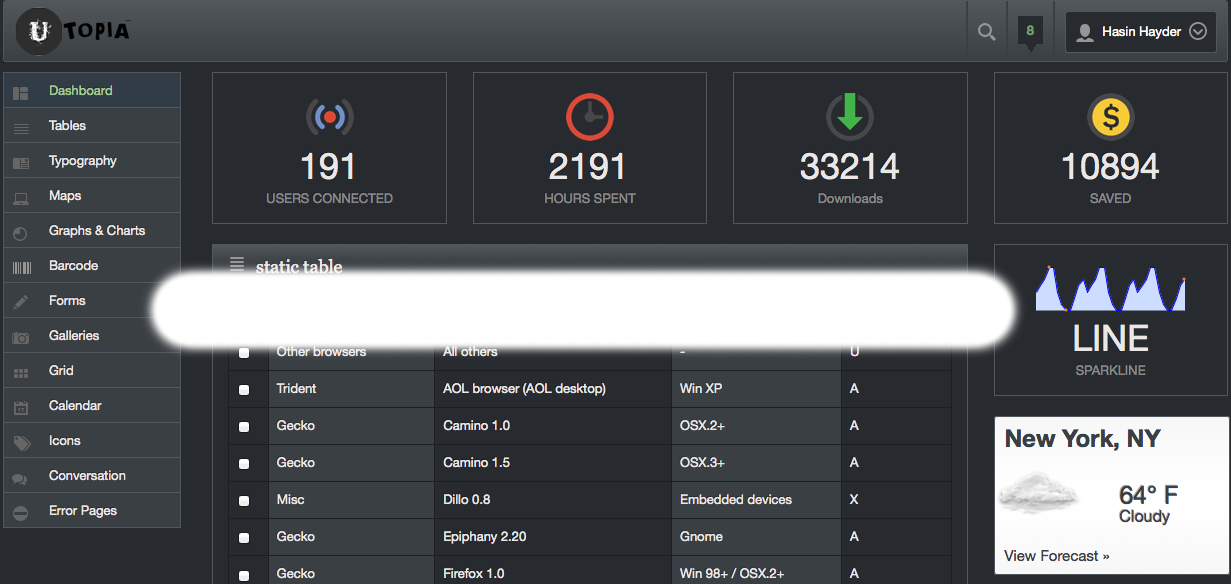 UTOPIA
8
Hasin Hayder
Dashboard
Tables
Typography
Maps
Graphs & Charts
Barcode
Forms
Galleries
Grid
Calendar
Icons
Conversation
Error Pages
191
USERS CONNECTED
2191
HOURS SPENT
33214
Downloads
$
10894
SAVED
static table
Other browsers All others - U
Trident AOL browser (AOL desktop) Win XP A
Gecko Camino 1.0 OSX.2+ A
Gecko Camino 1.5 OSX.3+ A
Misc Dillo 0.8 Embedded devices X
Gecko Epiphany 2.20 Gnome A
Gecko Firefox 1.0 Win 98+ / OSX.2+ A
LINE
SPARKLINE
New York, NY
64° F
Cloudy
View Forecast »